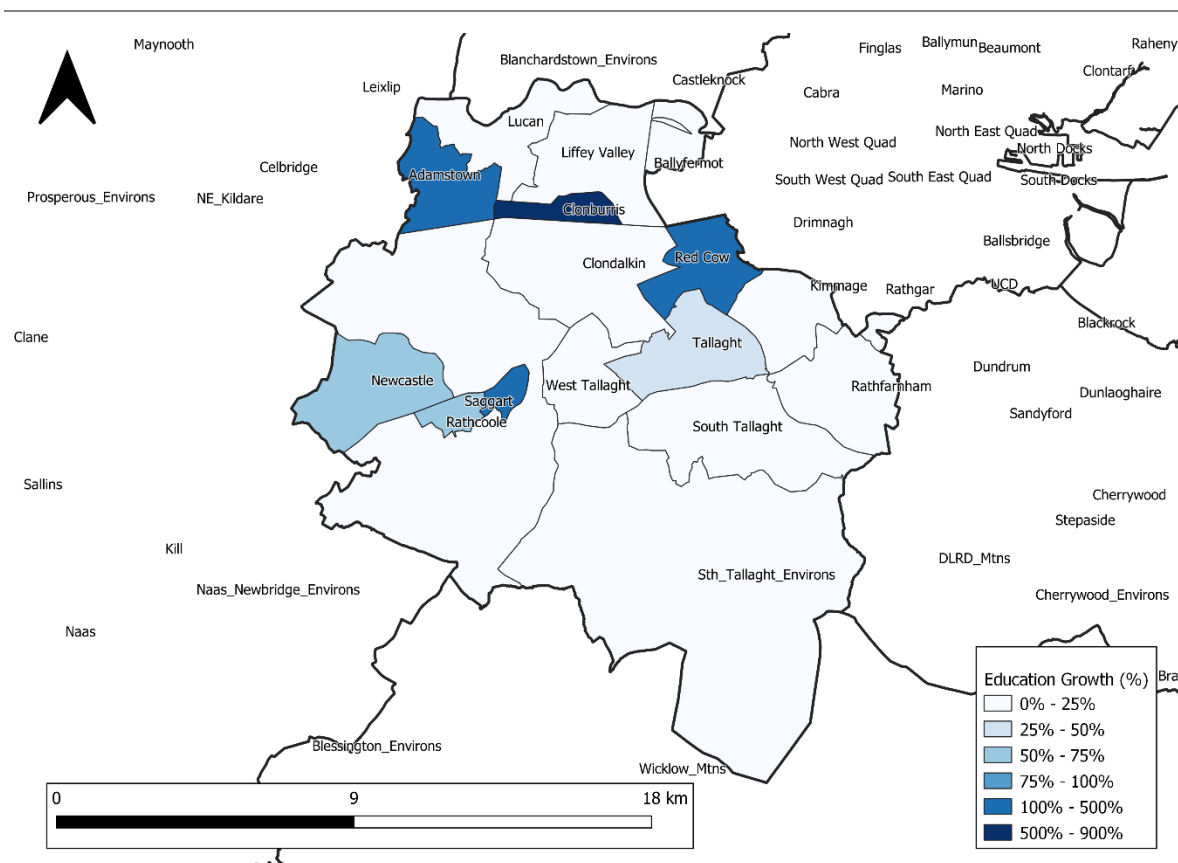 Maynooth
Finglas
Ballymun
Beaumont
Raheny
Blanchardstown_Environs
Castleknock
Clontarf
Leixlip
Cabra
Marino
Lucan
North East Quad
North West Quad
North Docks
Liffey Valley
Ballyfermot
Celbridge
Adamstown
South West Quad
South East Quad
South Docks
Prosperous_Environs
NE_Kildare
Clonburris
Drimnagh
Ballsbridge
Clondalkin
Red Cow
Kimmage
Rathgar
UCD
Blackrock
Clane
Tallaght
Dundrum
Newcastle
West Tallaght
Rathfarnham
Dunlaoghaire
Saggart
Sandyford
Rathcoole
South Tallaght
Sallins
Cherrywood
Stepaside
Kill
DLRD_Mtns
Sth_Tallaght_Environs
Naas_Newbridge_Environs
Cherrywood_Environs
Naas
Bra
Blessington_Environs
Wicklow_Mtns
Education Growth (%)
0% - 25%
25% - 50%
50% - 75%
75% - 100%
100% - 500%
500% - 900%
0 9 18 km